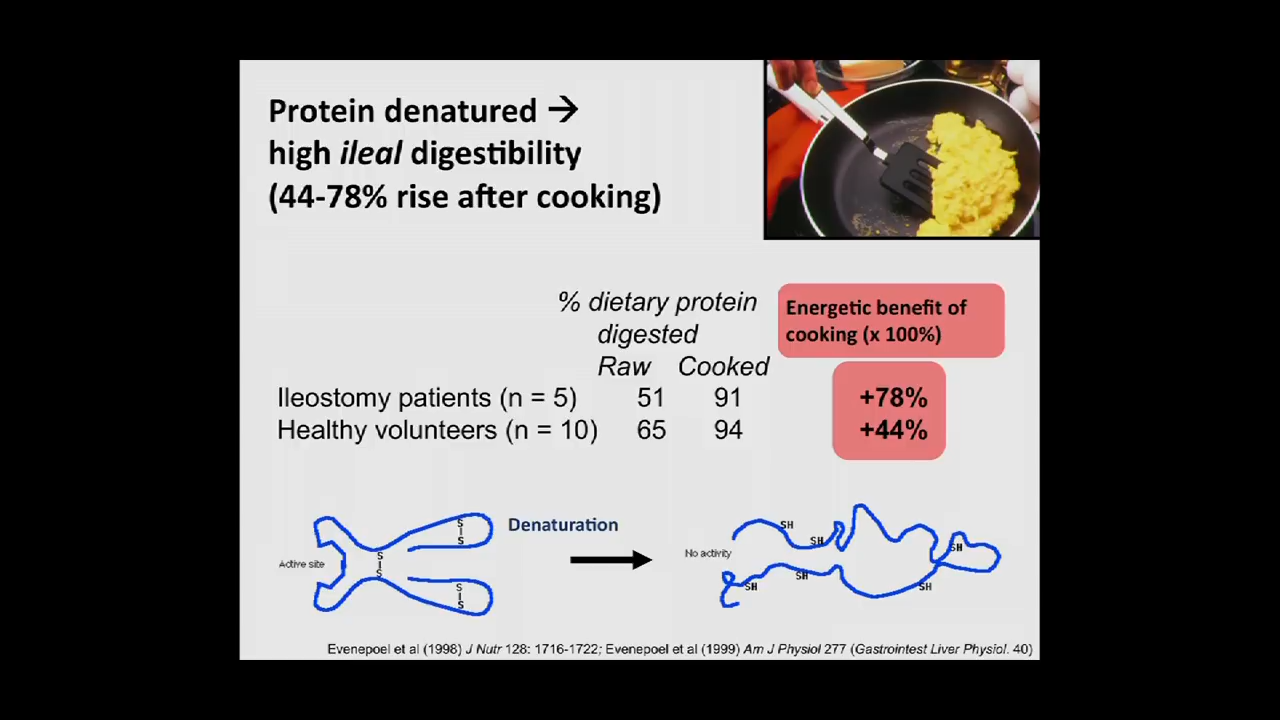 Protein denatured →
high ileal digestibility
(44-78% rise after cooking)
% dietary protein
digested
Energetic benefit of
cooking (x 100%)
Raw Cooked
Ileostomy patients (n = 5) 51 91 +78%
Healthy volunteers (n = 10) 65 94 +44%
Active site
S
S
S
S
S
S
Denaturation
No activity
SH
SH
SH
SH
SH
SH
Evenepoel et al (1998) J Nutr 128: 1716-1722; Evenepoel et al (1999) Am J Physiol 277 (Gastrointest Liver Physiol. 40)